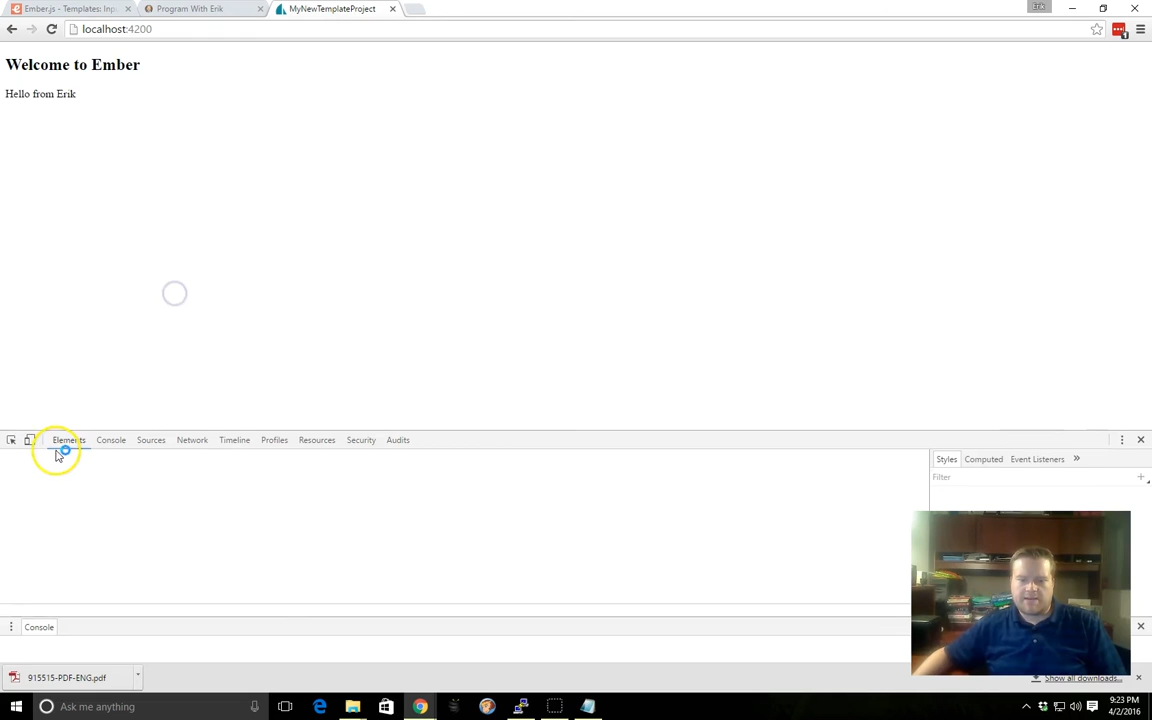 Ember.js - Templates: Inp
Program With Erik
MyNewTemplateProject
Erik
localhost:4200
1
Welcome to Ember
Hello from Erik
Elements Console Sources Network Timeline Profiles Resources Security Audits
Styles Computed Event Listeners
Filter
Console
915515-PDF-ENG.pdf
Show all downloads...
Ask me anything
9:23 PM
4/2/2016